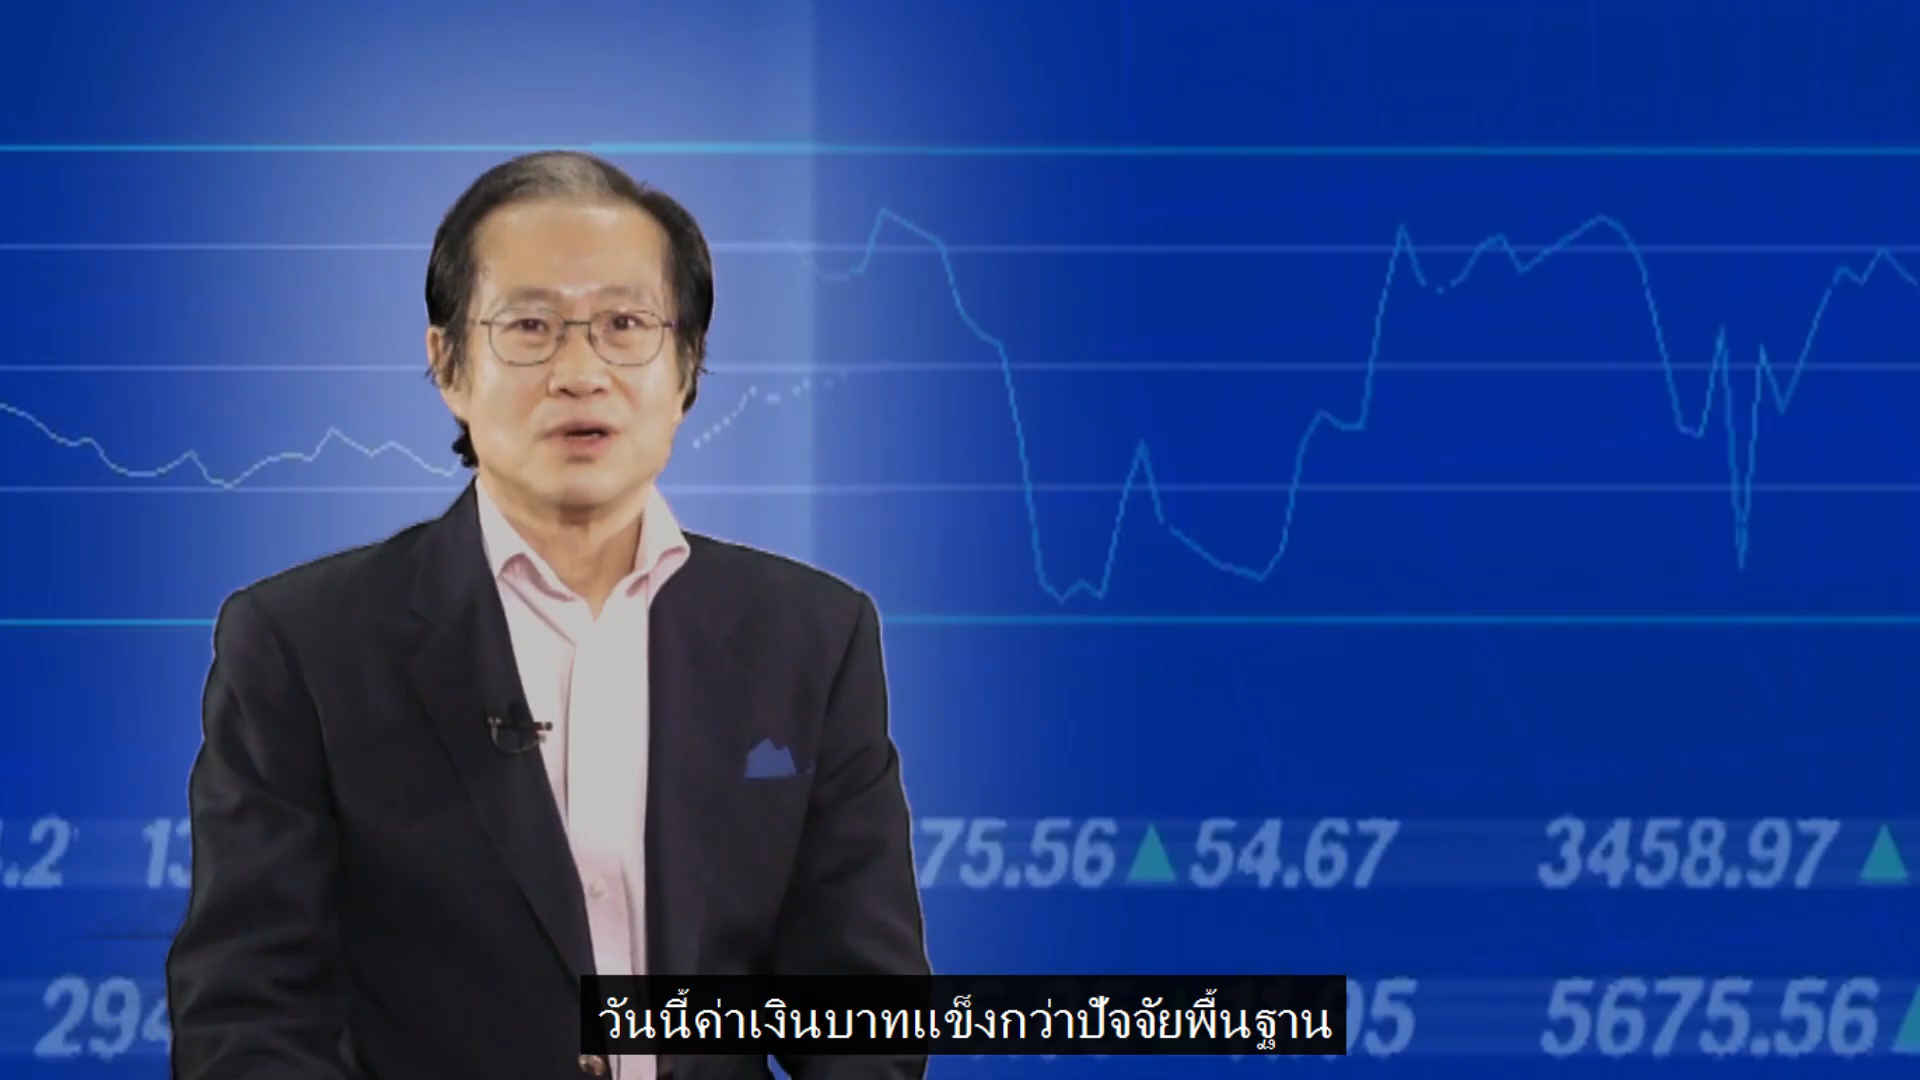 75.56 ▲ 54.67 3458.97 ▲
5675.56
วันนี้ค่าเงินบาทแข็งกว่าปัจจัยพื้นฐาน